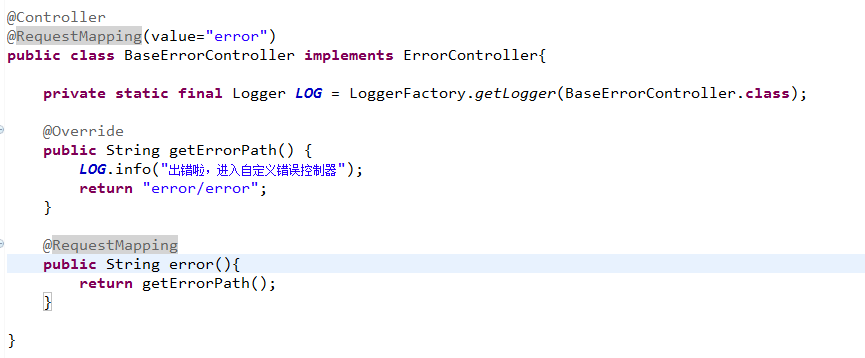 @Controller
@RequestMapping(value="error")
public class BaseErrorController implements ErrorController{
private static final Logger LOG = LoggerFactory.getLogger(BaseErrorController.class);
@Override
public String getErrorPath() {
LOG.info("出错啦，进入自定义错误控制器");
return "error/error";
}
@RequestMapping
public String error(){
return getErrorPath();
}
}